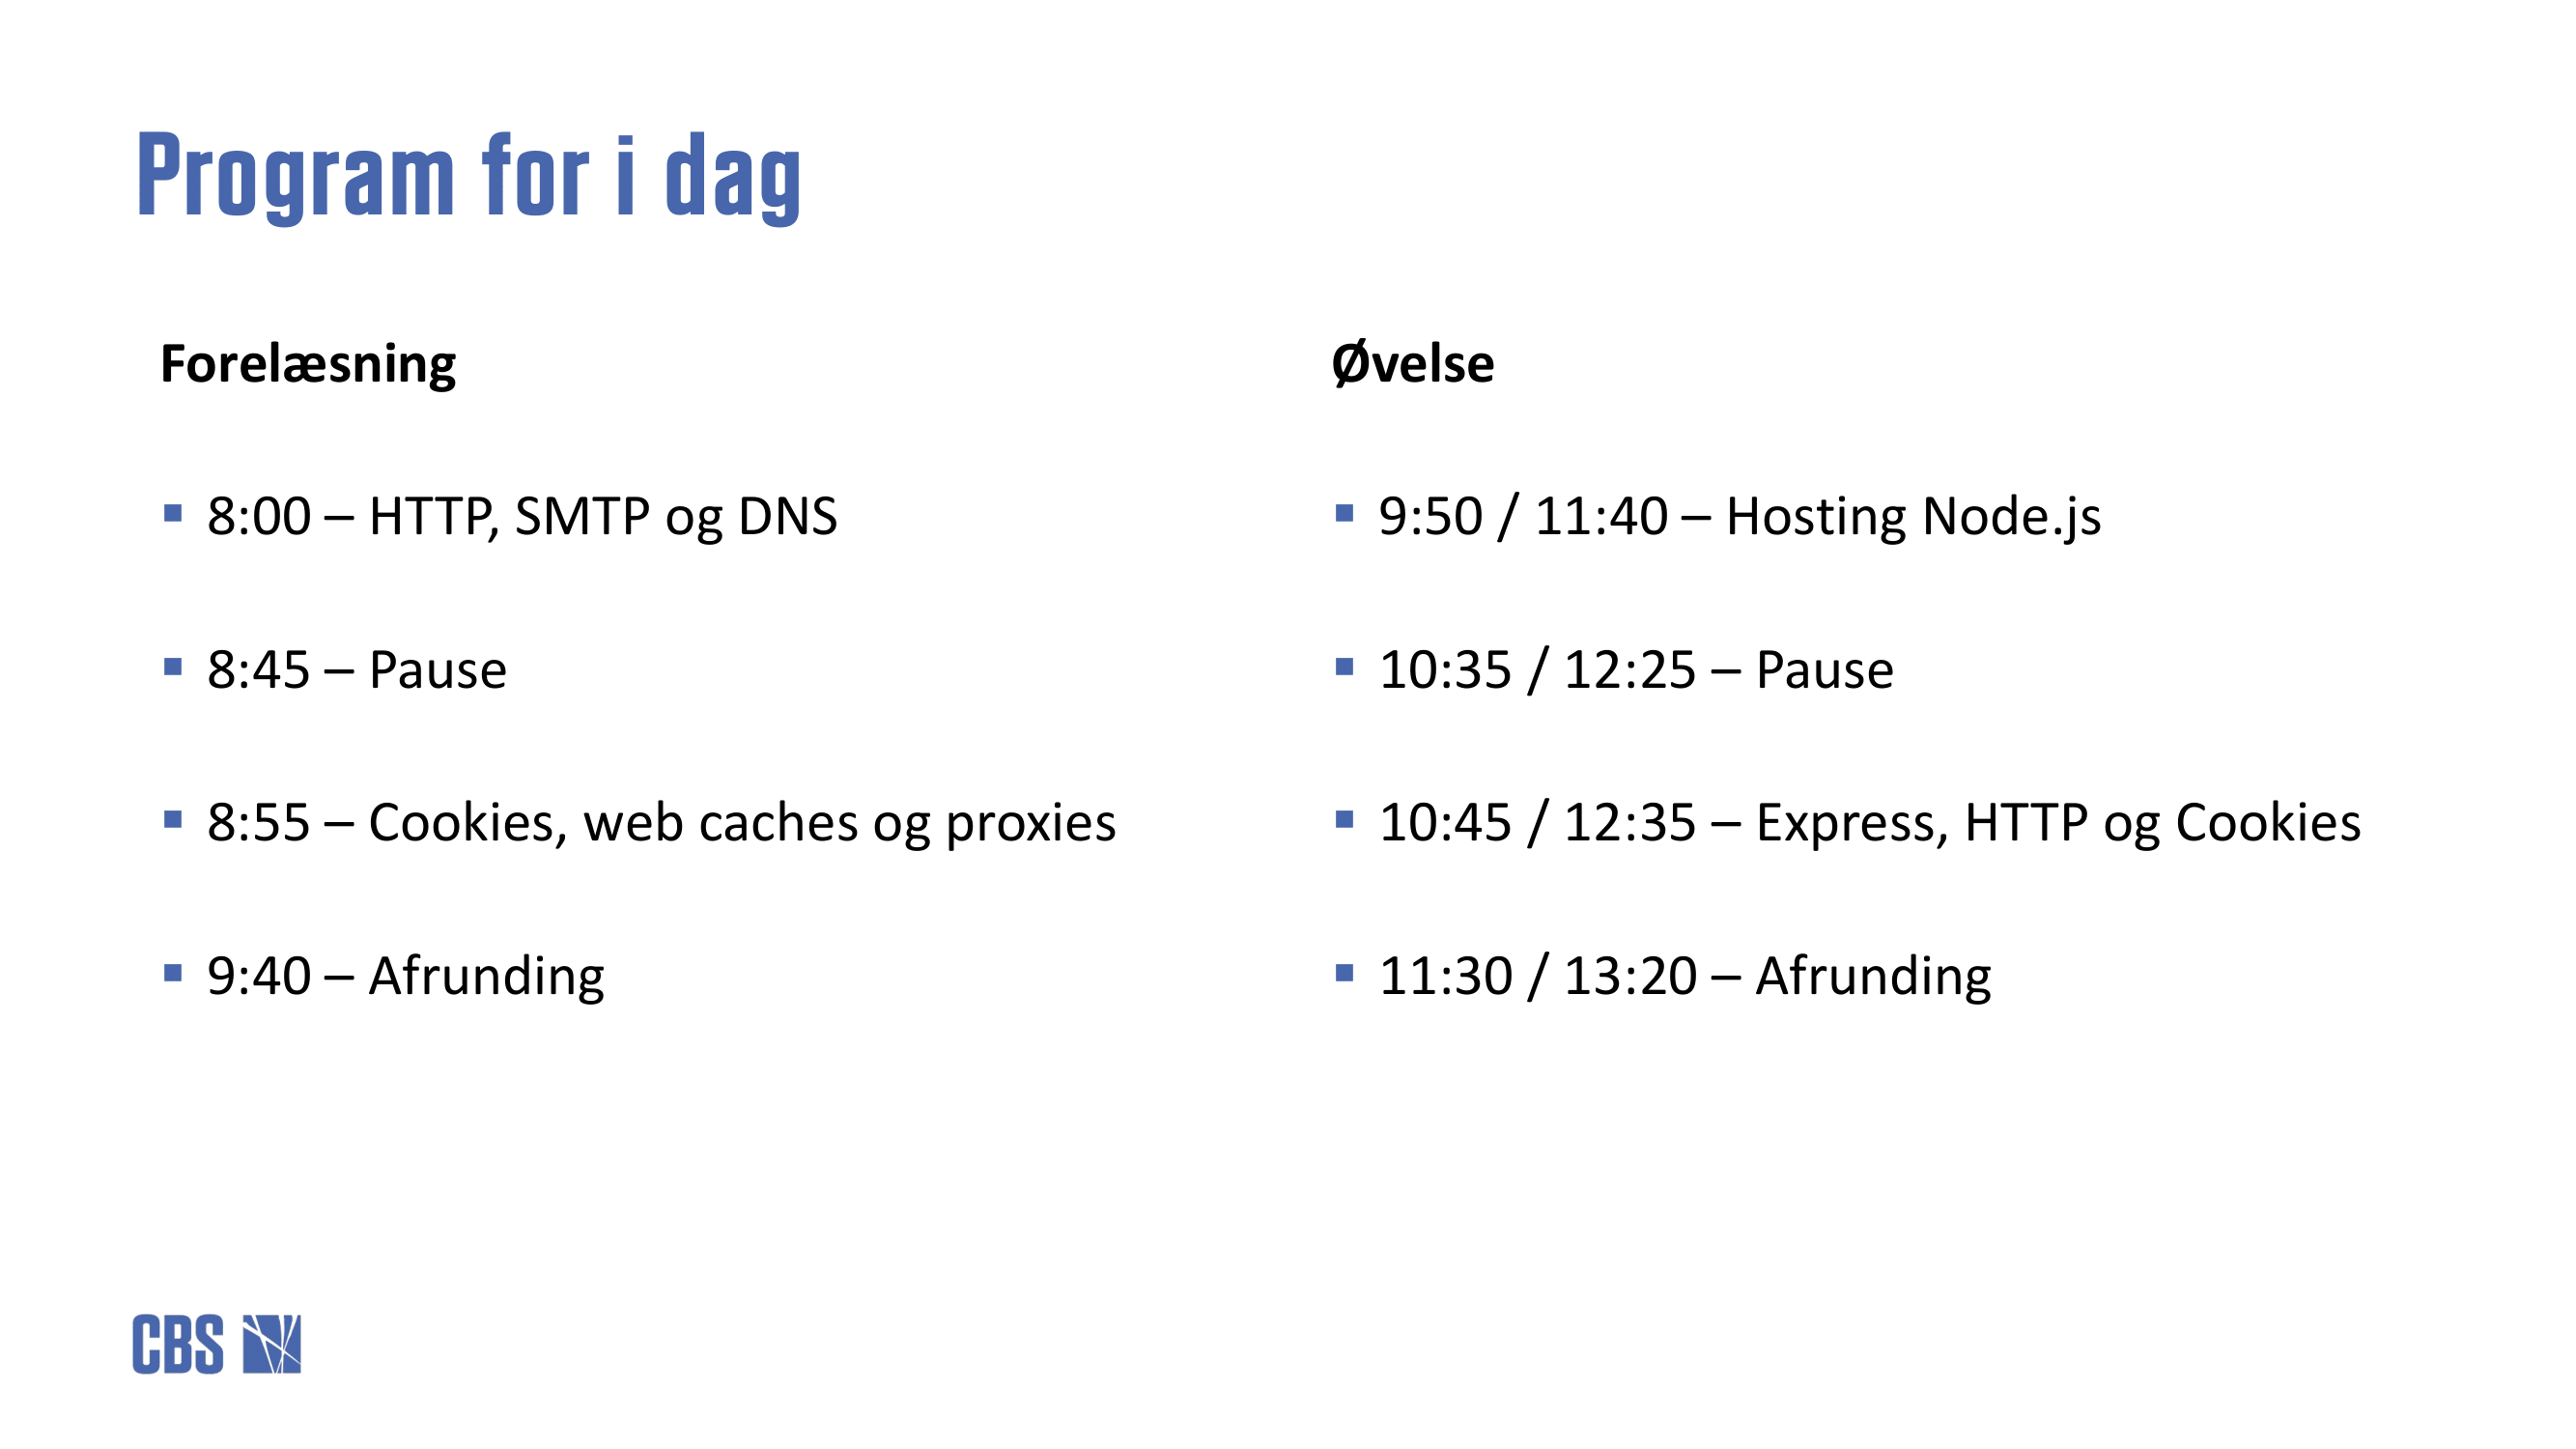 Program for i dag
Forelæsning
▪ 8:00 – HTTP, SMTP og DNS
▪ 8:45 – Pause
▪ 8:55 – Cookies, web caches og proxies
▪ 9:40 – Afrunding
Øvelse
▪ 9:50 / 11:40 – Hosting Node.js
▪ 10:35 / 12:25 – Pause
▪ 10:45 / 12:35 – Express, HTTP og Cookies
▪ 11:30 / 13:20 – Afrunding
CBS